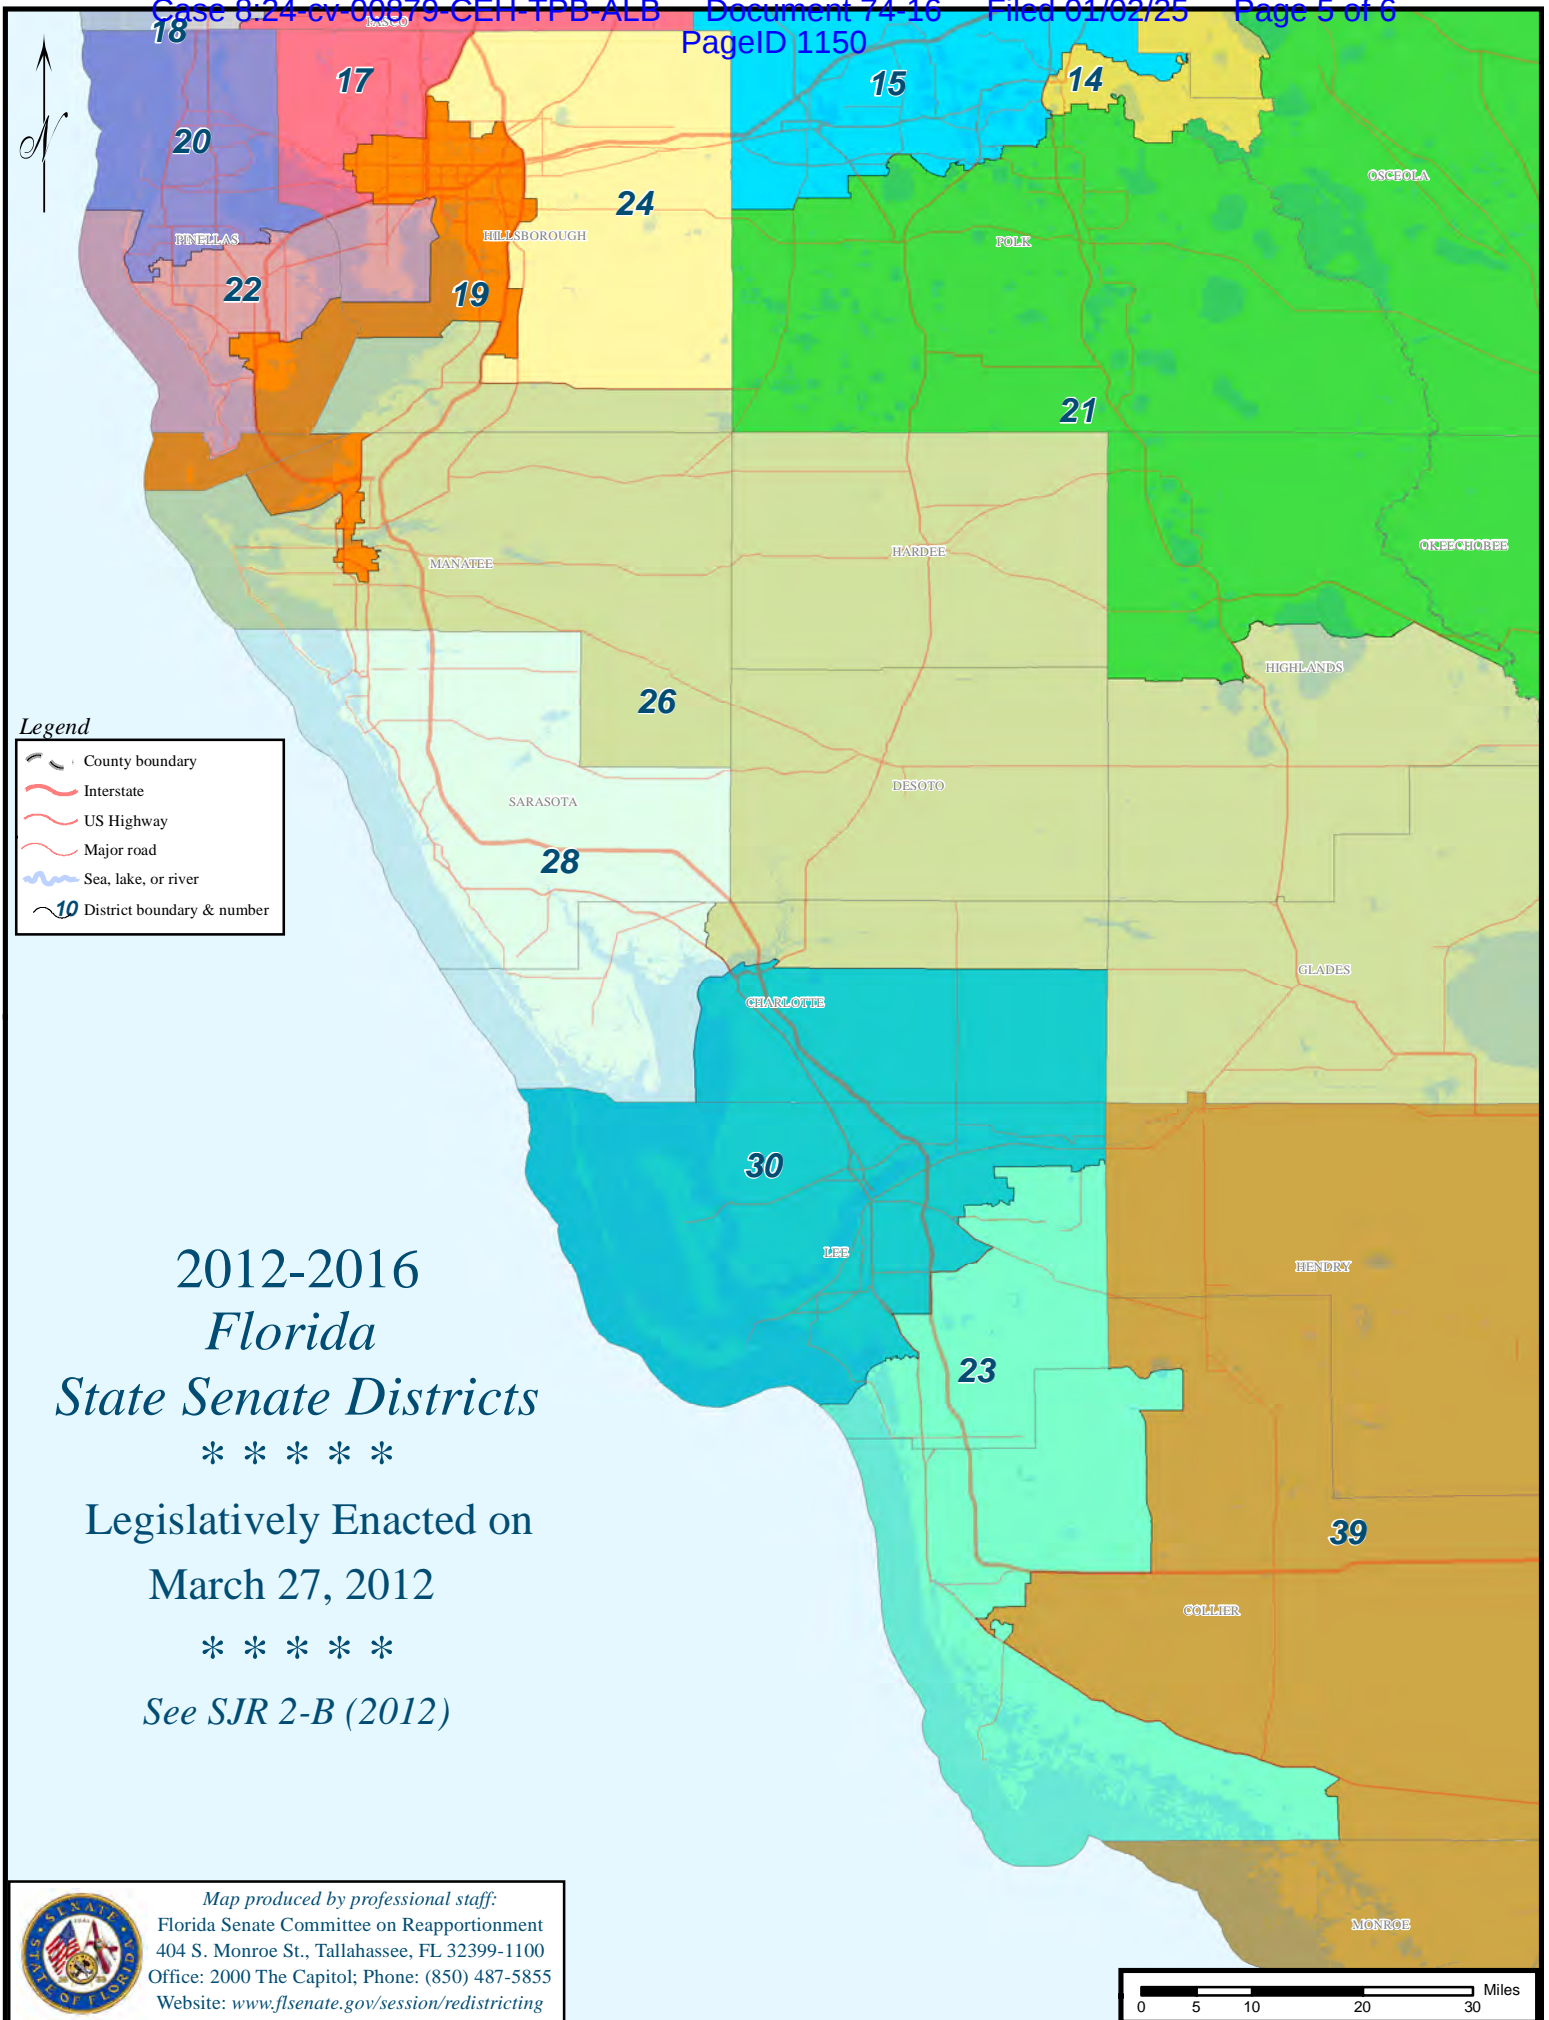 Case 8:24-cv-00879-CEH-TPB-ALB Document 74-16 Filed 01/02/25 Page 5 of 6
PageID 1150
PASCO
18
17
15
14
20
N
OSCEOLA
24
PINELLAS
HILLSBOROUGH
POLK
22
19
21
HARDEE
OKEECHOBEE
MANATEE
HIGHLANDS
26
Legend
County boundary
Interstate
US Highway
Major road
Sea, lake, or river
10 District boundary & number
DESOTO
SARASOTA
28
GLADES
CHARLOTTE
30
LEE
HENDRY
23
39
COLLIER
MONROE
2012-2016
Florida
State Senate Districts
* * * * *
Legislatively Enacted on
March 27, 2012
* * * * *
See SJR 2-B (2012)
SENATE
STATE OF FLORIDA
Map produced by professional staff:
Florida Senate Committee on Reapportionment
404 S. Monroe St., Tallahassee, FL 32399-1100
Office: 2000 The Capitol; Phone: (850) 487-5855
Website: www.flsenate.gov/session/redistricting
Miles
0 5 10 20 30